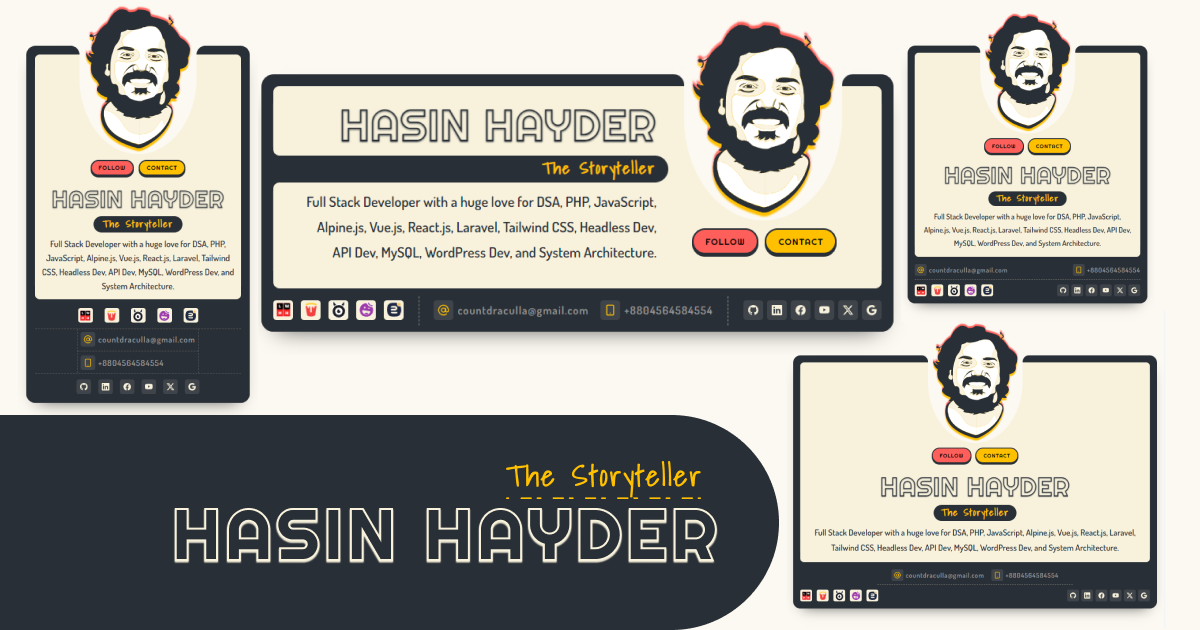 FOLLOW
CONTACT
HASIN HAYDER
The Storyteller
Full Stack Developer with a huge love for DSA, PHP,
JavaScript, Alpine.js, Vue.js, React.js, Laravel, Tailwind
CSS, Headless Dev, API Dev, MySQL, WordPress Dev, and
System Architecture.
countdraculla@gmail.com
+8804564584554
HASIN HAYDER
The Storyteller
Full Stack Developer with a huge love for DSA, PHP, JavaScript,
Alpine.js, Vue.js, React.js, Laravel, Tailwind CSS, Headless Dev,
API Dev, MySQL, WordPress Dev, and System Architecture.
FOLLOW
CONTACT
countdraculla@gmail.com
+8804564584554
FOLLOW
CONTACT
HASIN HAYDER
The Storyteller
Full Stack Developer with a huge love for DSA, PHP, JavaScript,
Alpine.js, Vue.js, React.js, Laravel, Tailwind CSS, Headless Dev, API
Dev, MySQL, WordPress Dev, and System Architecture.
countdraculla@gmail.com
+8804564584554
The Storyteller
HASIN HAYDER
FOLLOW
CONTACT
HASIN HAYDER
The Storyteller
Full Stack Developer with a huge love for DSA, PHP, JavaScript, Alpine.js, Vue.js, React.js, Laravel,
Tailwind CSS, Headless Dev, API Dev, MySQL, WordPress Dev, and System Architecture.
countdraculla@gmail.com
+8804564584554